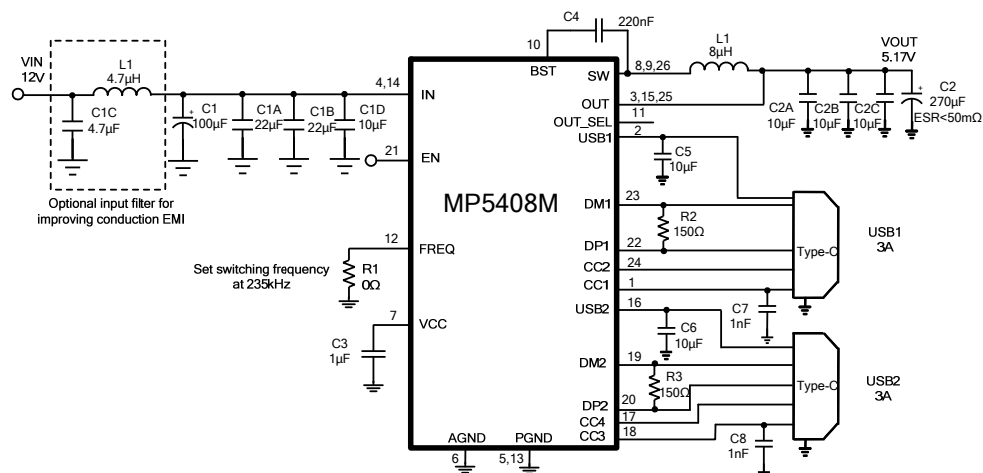 C4
220nF
10
BST
L1
8µH
VOUT
5.17V
VIN
12V
L1
4.7µH
C1C
4.7µF
C1
100µF
C1A
22µF
C1B
22µF
C1D
10µF
4,14
IN
21
EN
Optional input filter for
improving conduction EMI
MP5408M
SW
8,9,26
OUT
3,15,25
OUT_SEL
11
USB1
2
C2A
10µF
C2B
10µF
C2C
10µF
C2
270µF
ESR<50mΩ
C5
10µF
DM1
23
R2
150Ω
DP1
22
CC2
24
CC1
1
Type-C
USB1
3A
C7
1nF
12
FREQ
Set switching frequency
at 235kHz
R1
0Ω
7
VCC
C3
1µF
USB2
16
C6
10µF
DM2
19
R3
150Ω
DP2
20
CC4
17
CC3
18
Type-C
USB2
3A
C8
1nF
AGND
6
PGND
5,13